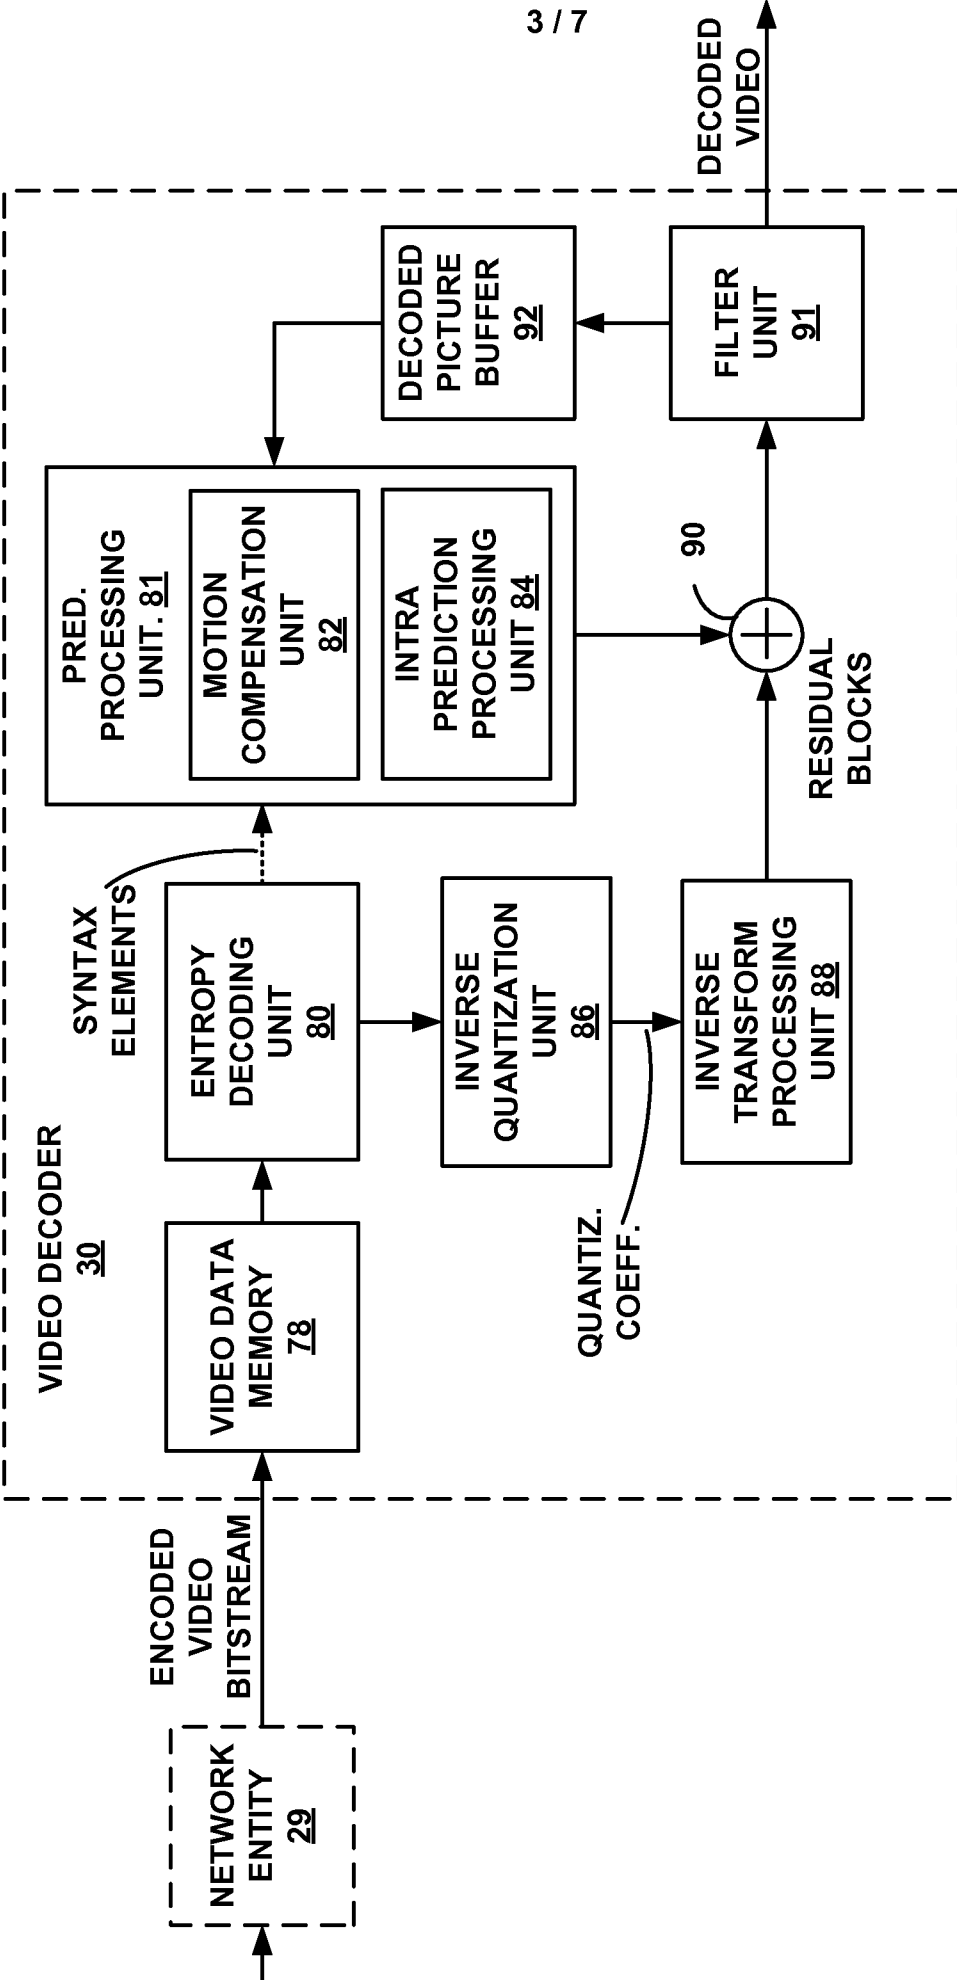 3 / 7
VIDEO DECODER
30
NETWORK
ENTITY
29
ENCODED
VIDEO
BITSTREAM
VIDEO DATA
MEMORY
78
ENTROPY
DECODING
UNIT
80
SYNTAX
ELEMENTS
PRED.
PROCESSING
UNIT. 81
MOTION
COMPENSATION
UNIT
82
INTRA
PREDICTION
PROCESSING
UNIT 84
INVERSE
QUANTIZATION
UNIT
86
QUANTIZ.
COEFF.
INVERSE
TRANSFORM
PROCESSING
UNIT 88
RESIDUAL
BLOCKS
90
DECODED
PICTURE
BUFFER
92
FILTER
UNIT
91
DECODED
VIDEO